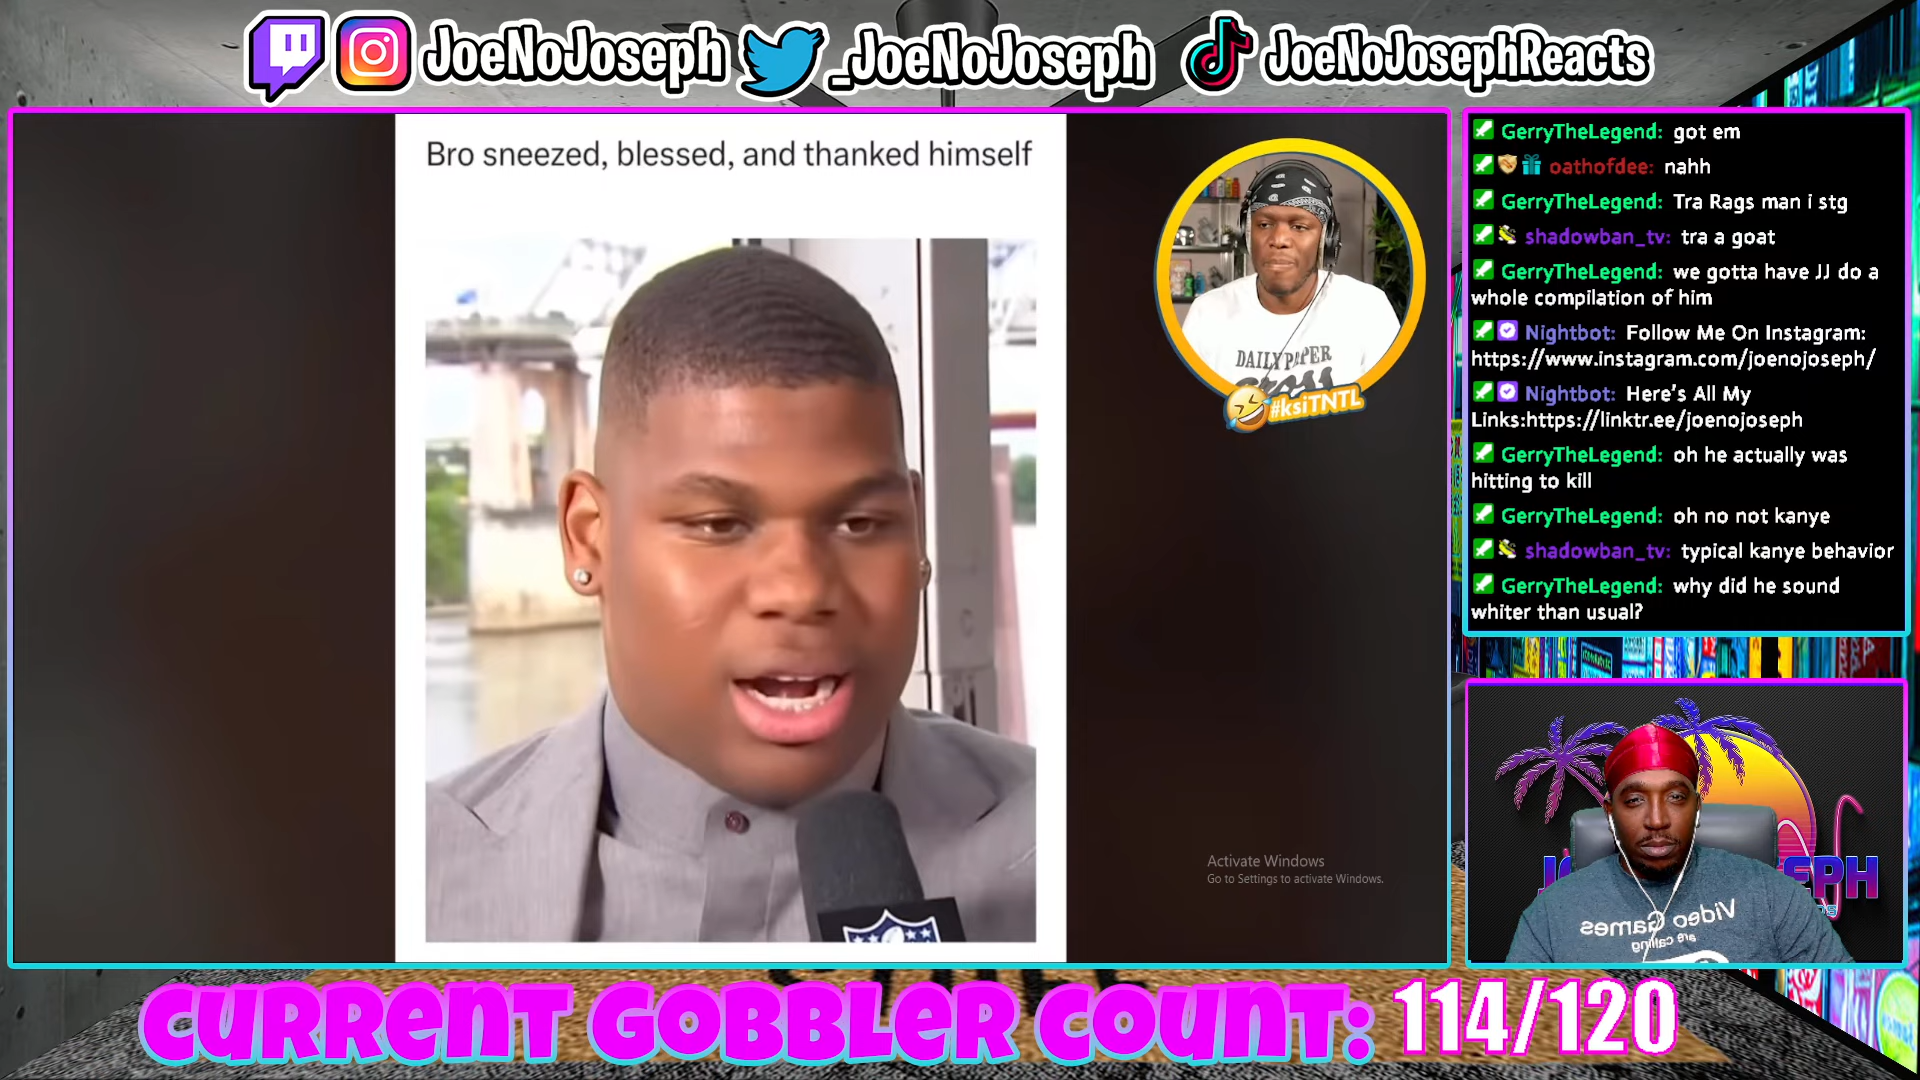 JoeNoJoseph
_JoeNoJoseph
JoeNoJosephReacts
Bro sneezed, blessed, and thanked himself
DAILY PAPER
#ksiTNTL
Activate Windows
Go to Settings to activate Windows.
GerryTheLegend: got em
oathofdee: nahh
GerryTheLegend: Tra Rags man i stg
shadowban_tv: tra a goat
GerryTheLegend: we gotta have JJ do a
whole compilation of him
Nightbot: Follow Me On Instagram:
https://www.instagram.com/joenojoseph/
Nightbot: Here's All My
Links:https://linktr.ee/joenojoseph
GerryTheLegend: oh he actually was
hitting to kill
GerryTheLegend: oh no not kanye
shadowban_tv: typical kanye behavior
GerryTheLegend: why did he sound
whiter than usual?
Video Games
are calling
CURRENT GOBBLER COUNT: 114/120